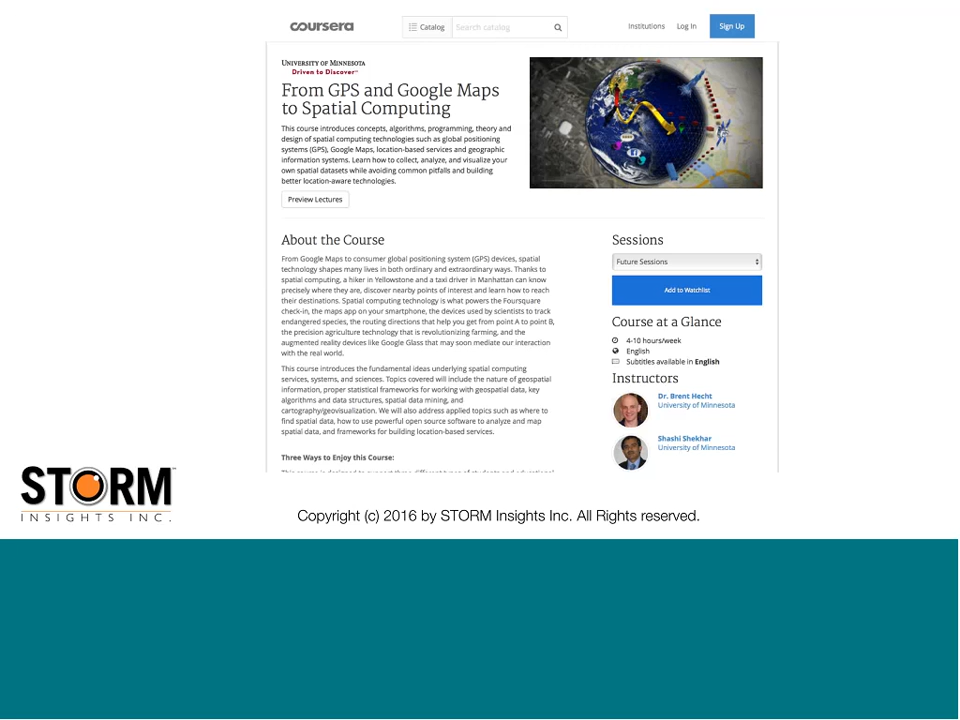 coursera
Catalog
Search catalog
Institutions
Log In
Sign Up
UNIVERSITY OF MINNESOTA
Driven to Discover℠
From GPS and Google Maps
to Spatial Computing
This course introduces concepts, algorithms, programming, theory and
design of spatial computing technologies such as global positioning
systems (GPS), Google Maps, location-based services and geographic
information systems. Learn how to collect, analyze, and visualize your
own spatial datasets while avoiding common pitfalls and building
better location-aware technologies.
Preview Lectures
About the Course
From Google Maps to consumer global positioning system (GPS) devices, spatial
technology shapes many lives in both ordinary and extraordinary ways. Thanks to
spatial computing, a hiker in Yellowstone and a taxi driver in Manhattan can know
precisely where they are, discover nearby points of interest and learn how to reach
their destinations. Spatial computing technology is what powers the Foursquare
check-in, the maps app on your smartphone, the devices used by scientists to track
endangered species, the routing directions that help you get from point A to point B,
the precision agriculture technology that is revolutionizing farming, and the
augmented reality devices like Google Glass that may soon mediate our interaction
with the real world.
This course introduces the fundamental ideas underlying spatial computing
services, systems, and sciences. Topics covered will include the nature of geospatial
information, proper statistical frameworks for working with geospatial data, key
algorithms and data structures, spatial data mining, and
cartography/geovisualization. We will also address applied topics such as where to
find spatial data, how to use powerful open source software to analyze and map
spatial data, and frameworks for building location-based services.
Three Ways to Enjoy this Course:
Sessions
Future Sessions
Add to Watchlist
Course at a Glance
4-10 hours/week
English
Subtitles available in English
Instructors
Dr. Brent Hecht
University of Minnesota
Shashi Shekhar
University of Minnesota
STORM™
INSIGHTS INC.
Copyright (c) 2016 by STORM Insights Inc. All Rights reserved.